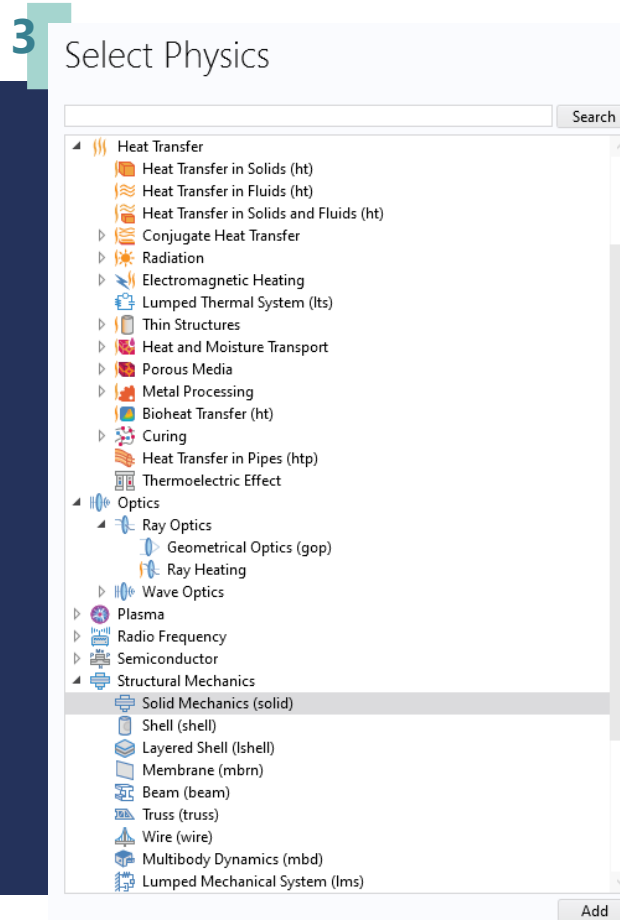 3
Select Physics
Search
Heat Transfer
Heat Transfer in Solids (ht)
Heat Transfer in Fluids (ht)
Heat Transfer in Solids and Fluids (ht)
Conjugate Heat Transfer
Radiation
Electromagnetic Heating
Lumped Thermal System (lts)
Thin Structures
Heat and Moisture Transport
Porous Media
Metal Processing
Bioheat Transfer (ht)
Curing
Heat Transfer in Pipes (htp)
Thermoelectric Effect
Optics
Ray Optics
Geometrical Optics (gop)
Ray Heating
Wave Optics
Plasma
Radio Frequency
Semiconductor
Structural Mechanics
Solid Mechanics (solid)
Shell (shell)
Layered Shell (lshell)
Membrane (mbrn)
Beam (beam)
Truss (truss)
Wire (wire)
Multibody Dynamics (mbd)
Lumped Mechanical System (lms)
Add